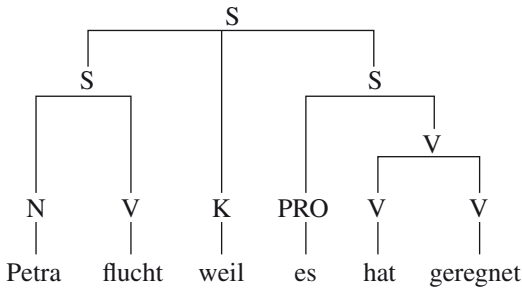 S
S S
V
N V K PRO V V
Petra flucht weil es hat geregnet